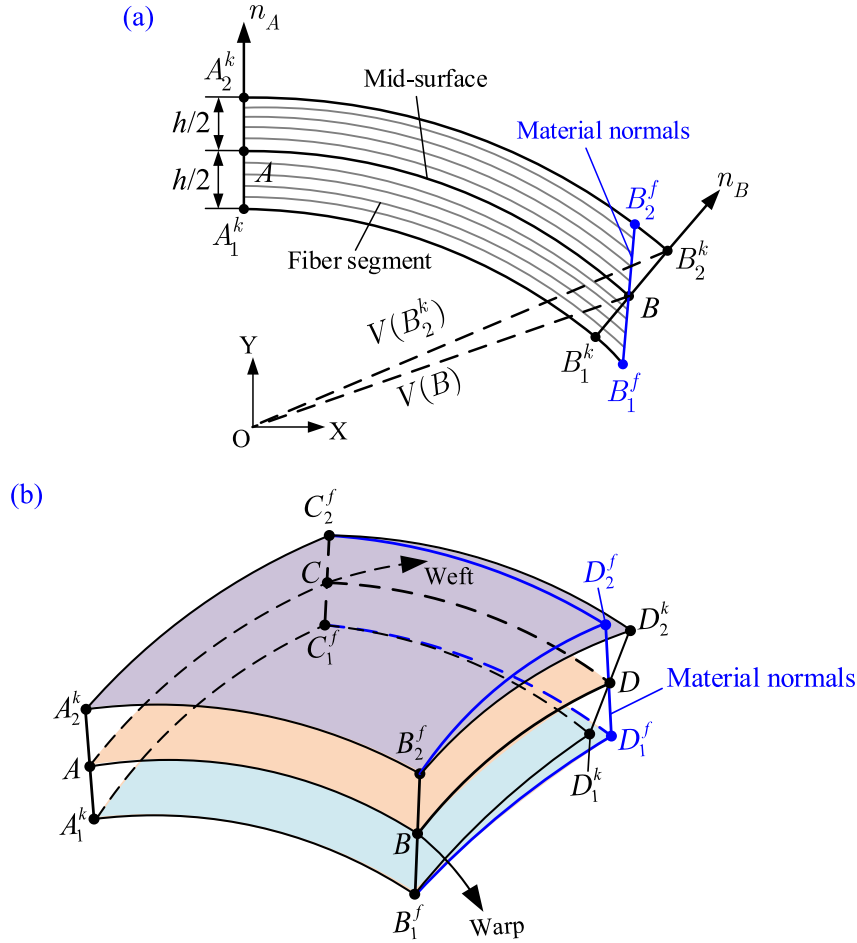 (a)
n_A
A_2^k
Mid-surface
h/2
Material normals
A
n_B
h/2
B_2^f
A_1^k
Fiber segment
B_2^k
B
V(B_2^k)
B_1^k
V(B)
B_1^f
Y
O
X
(b)
C_2^f
C
Weft
D_2^f
D_2^k
C_1^f
D
Material normals
A_2^k
B_2^f
D_1^f
A
D_1^k
A_1^k
B
B_1^f
Warp